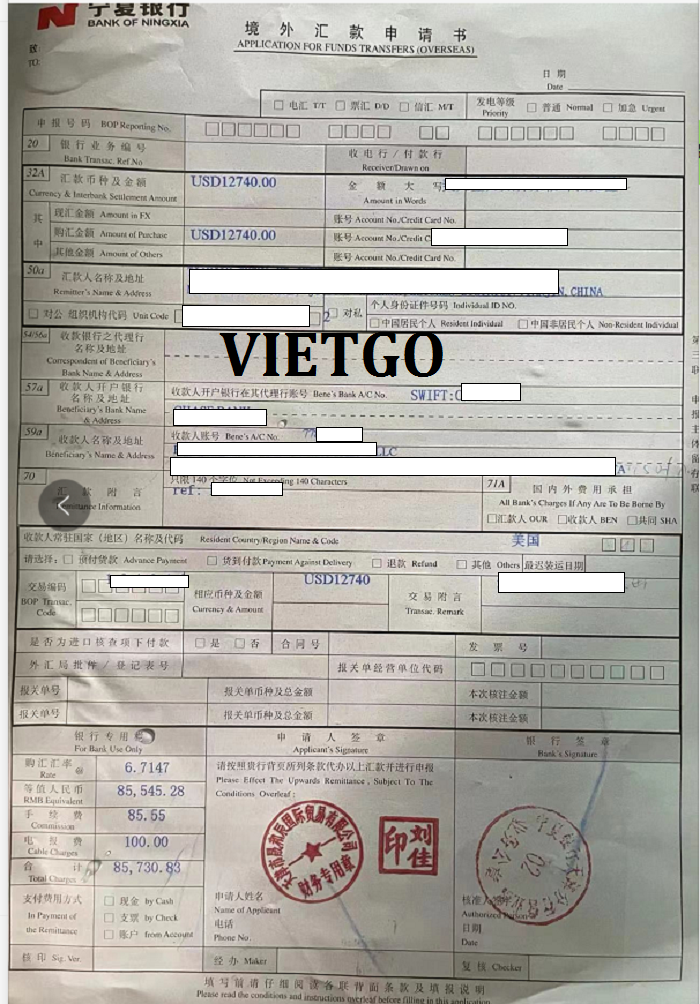 宁夏银行
BANK OF NINGXIA
境外汇款申请书
APPLICATION FOR FUNDS TRANSFERS (OVERSEAS)
致
TO:
日期
Date
□ 电汇 T/T □ 票汇 D/D □ 信汇 M/T 发电等级 Priority □ 普通 Normal □ 加急 Urgent
申报号码 BOP Reporting No.
20 银行业务编号 Bank Transac. Ref.No 收电行/付款行 Receiver/Drawn on
32A 汇款币种及金额 Currency & Interbank Settlement Amount USD12740.00 金额大写 Amount in Words
其中 现汇金额 Amount in FX 账号 Account No./Credit Card No.
购汇金额 Amount of Purchase USD12740.00 账号 Account No./Credit C
其他金额 Amount of Others 账号 Account No./Credit Card No.
50a 汇款人名称及地址 Remitter's Name & Address CHINA
□ 对公 组织机构代码 Unit Code □ 对私 个人身份证件号码 Individual ID NO.
□ 中国居民个人 Resident Individual □ 中国非居民个人 Non-Resident Individual
54/56a 收款银行之代理行名称及地址 Correspondent of Beneficiary's Bank Name & Address
VIETGO
57a 收款人开户银行名称及地址 Beneficiary's Bank Name & Address 收款人开户银行在其代理行账号 Bene's Bank A/C No. SWIFT:C
59a 收款人名称及地址 Beneficiary's Name & Address 收款人账号 Bene's A/C No.
LLC
70 汇款附言 Remittance Information 只限140个字位 Not Exceeding 140 Characters
ref:
71A 国内外费用承担
All Bank's Charges If Any Are To Be Borne By
□ 汇款人 OUR □ 收款人 BEN □ 共同 SHA
收款人常驻国家（地区）名称及代码 Resident Country/Region Name & Code 美国
请选择: □ 预付货款 Advance Payment □ 货到付款 Payment Against Delivery □ 退款 Refund □ 其他 Others 最迟装运日期
交易编码 BOP Transac. Code 相应币种及金额 Currency & Amount USD12740 交易附言 Transac. Remark
是否为进口核查项下付款 □ 是 □ 否 合同号 发票号
外汇局批件/登记表号 报关单经营单位代码
报关单号 报关单币种及总金额 本次核注金额
报关单号 报关单币种及总金额 本次核注金额
银行专用栏
For Bank Use Only
申请人签章
Applicant's Signature
银行签章
Bank's Signature
购汇汇率 Rate @ 6.7147
等值人民币 RMB Equivalent 85,545.28
手续费 Commission 85.55
电报费 Cable Charges 100.00
合计 Total Charges 85,730.83
请按照贵行背页所列条款代办以上汇款并进行申报
Please Effect The Upwards Remittance, Subject To The
Conditions Overleaf:
财务专用章
刘佳印
02
支付费用方式
In Payment of
the Remittance
□ 现金 by Cash
□ 支票 by Check
□ 账户 from Account
申请人姓名
Name of Applicant
电话
Phone No.
核准人签字
Authorized Person
日期
Date
核印 Sig. Ver. 经办 Maker 复核 Checker
填写前请仔细阅读各联背面条款及填报说明
Please read the conditions and instructions overleaf before filling in this application